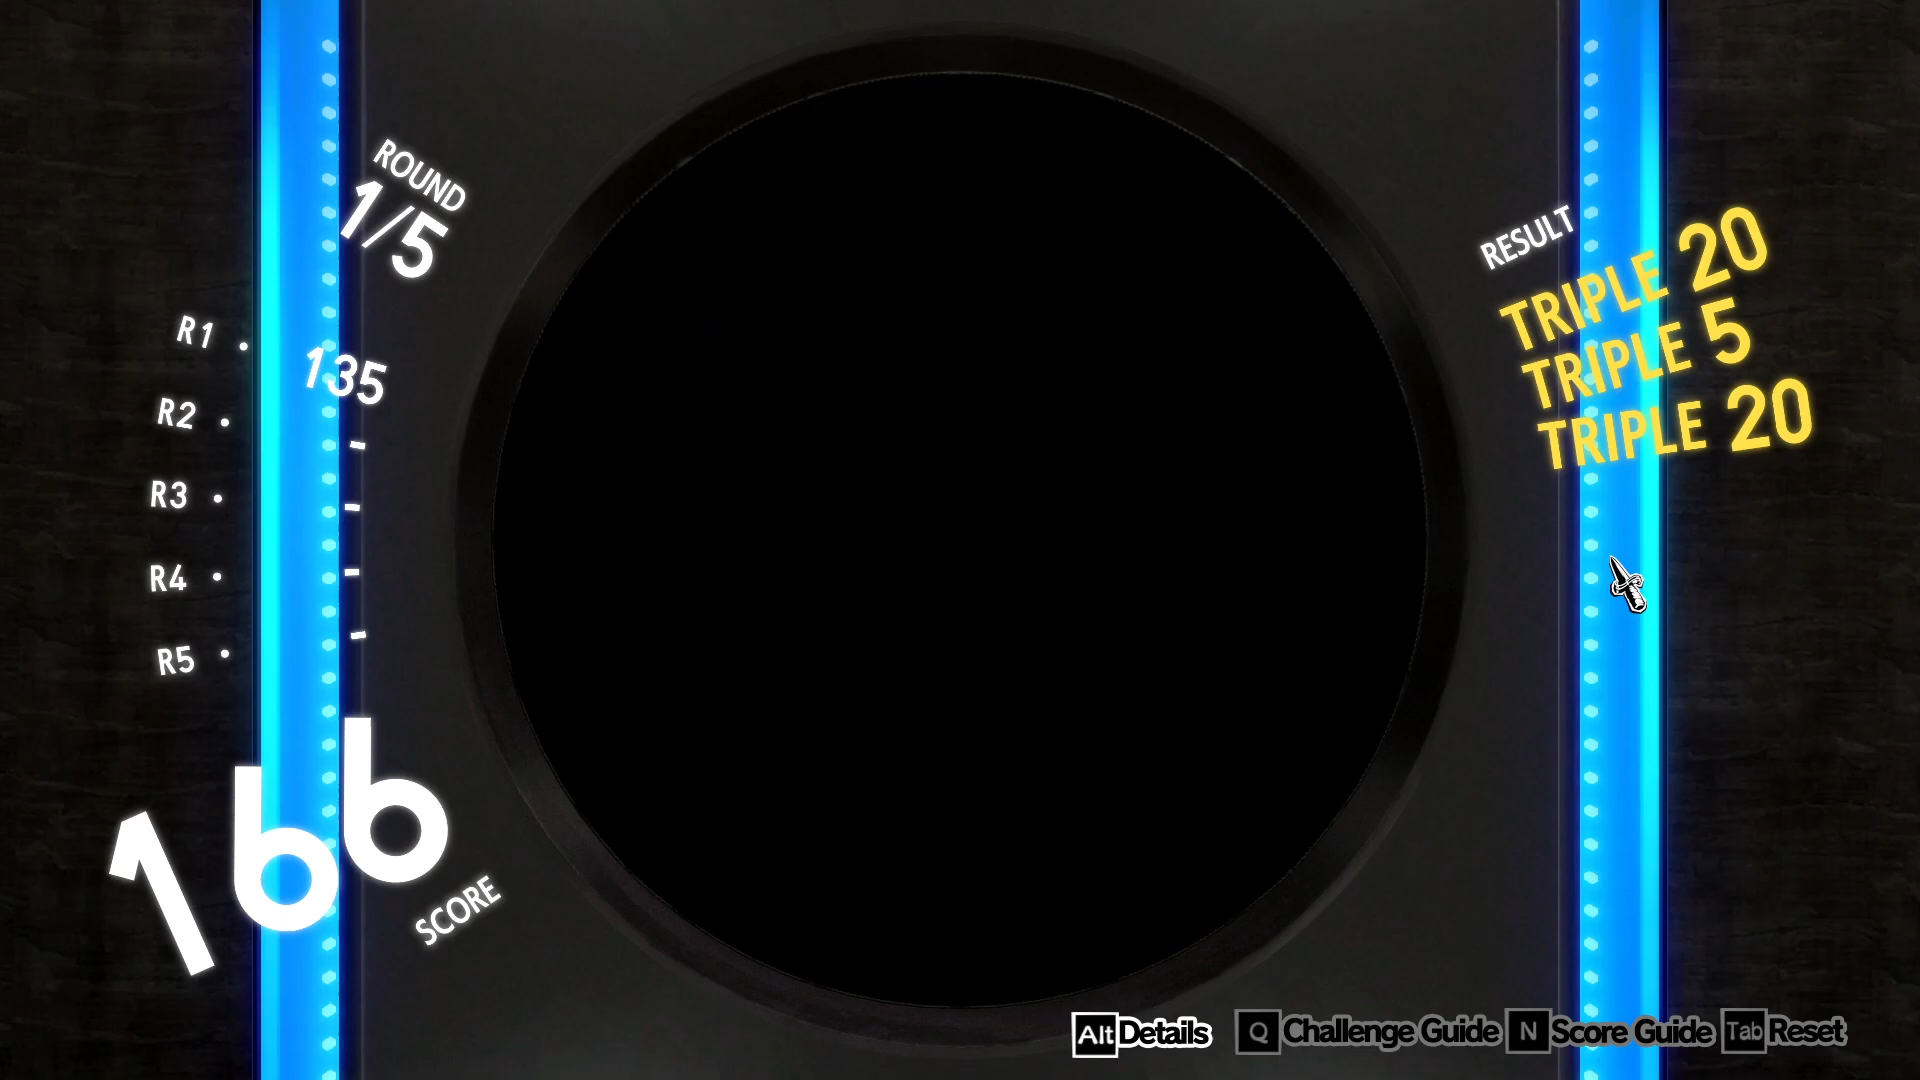 ROUND
1/5
R1 · 135
R2 · -
R3 · -
R4 · -
R5 · -
166
SCORE
RESULT
TRIPLE 20
TRIPLE 5
TRIPLE 20
Alt Details Q Challenge Guide N Score Guide Tab Reset